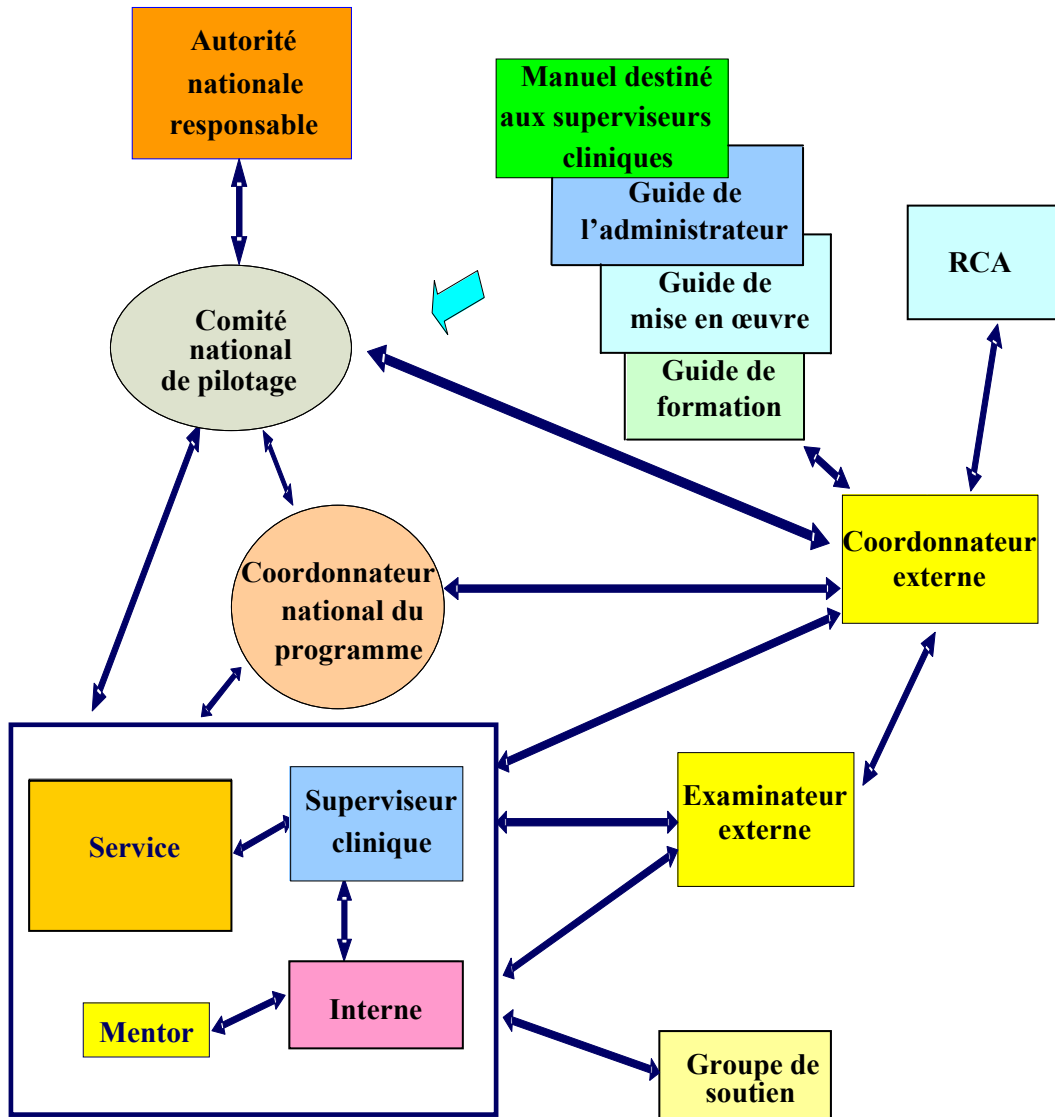 Autorité
nationale
responsable
Manuel destiné
aux superviseurs
cliniques
Guide de
l’administrateur
RCA
Guide de
mise en œuvre
Comité
national
de pilotage
Guide de
formation
Coordonnateur
externe
Coordonnateur
national du
programme
Superviseur
clinique
Service
Examinateur
externe
Interne
Mentor
Groupe de
soutien